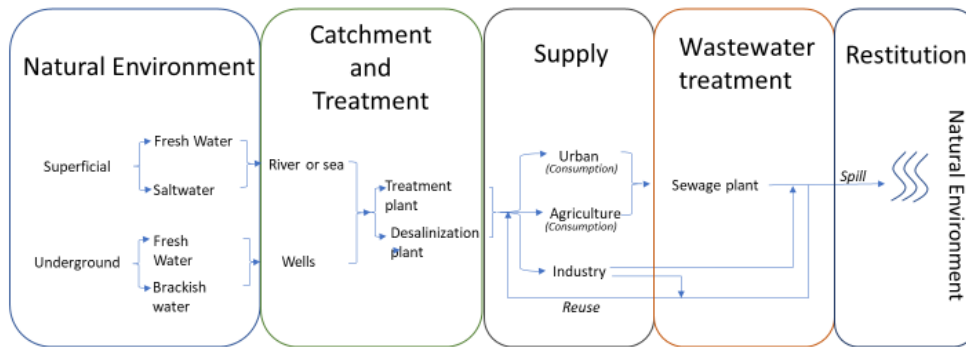 Natural Environment
Superficial
Fresh Water
Saltwater
Underground
Fresh
Water
Brackish
water
Catchment
and
Treatment
River or sea
Wells
Treatment
plant
Desalinization
plant
Supply
Urban
(Consumption)
Agriculture
(Consumption)
Industry
Reuse
Wastewater
treatment
Sewage plant
Restitution
Spill
Natural Environment